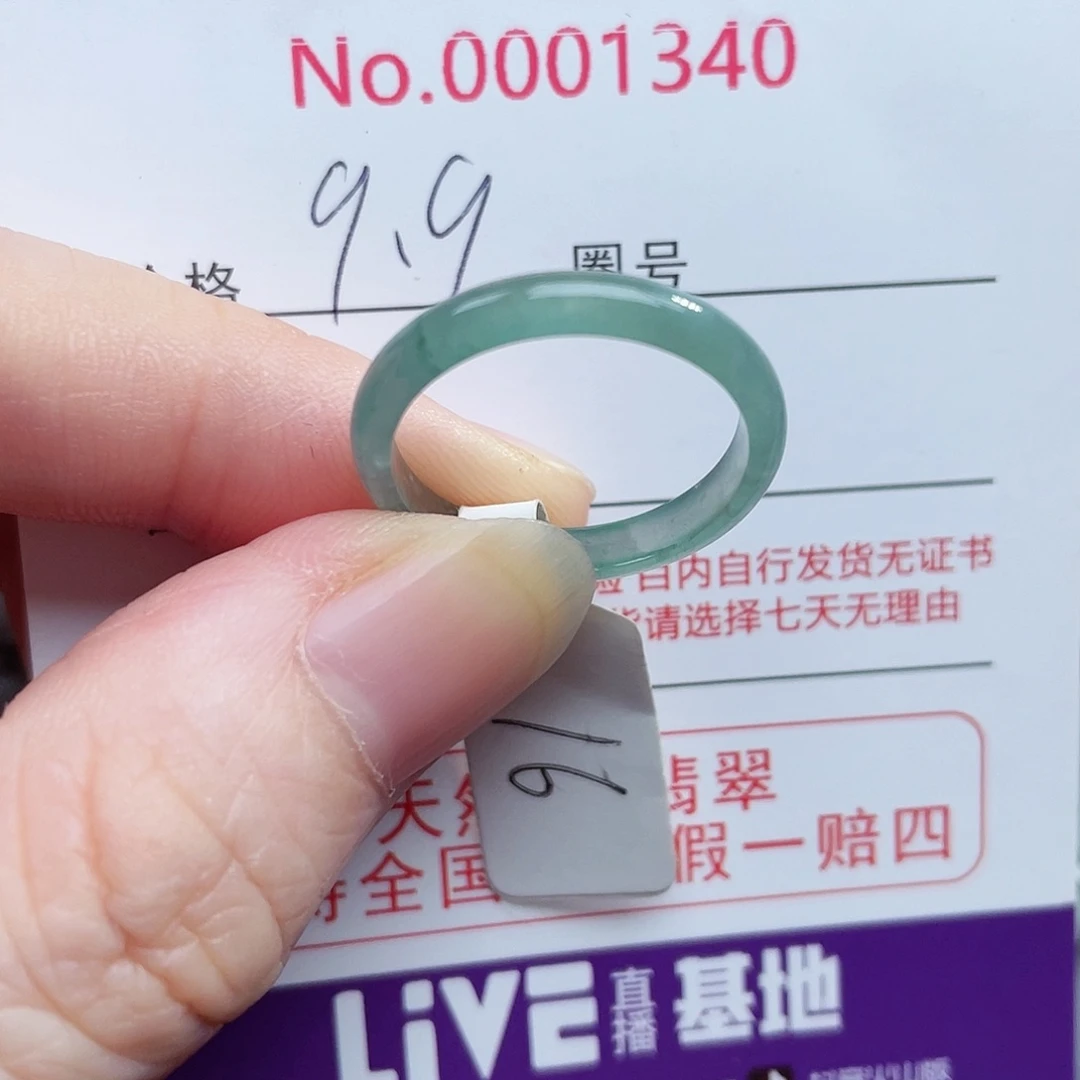 No.0001340
9.9
格 圈号
日内自行发货无证书
请选择七天无理由
16
天 翡翠
全国 假一赔四
LiVE 直播 基地